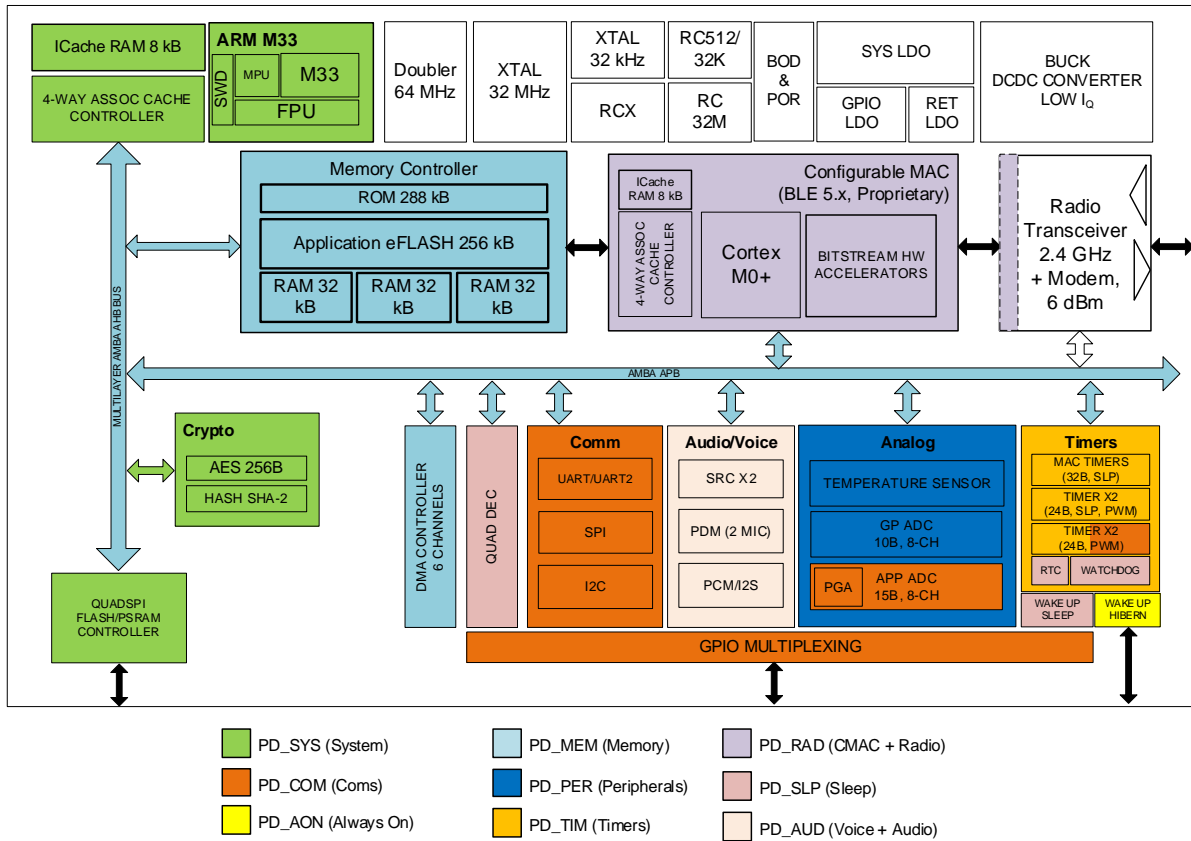 ICache RAM 8 kB
4-WAY ASSOC CACHE
CONTROLLER
ARM M33
SWD
MPU
M33
FPU
Doubler
64 MHz
XTAL
32 MHz
XTAL
32 kHz
RCX
RC512/
32K
RC
32M
BOD
&
POR
SYS LDO
GPIO
LDO
RET
LDO
BUCK
DCDC CONVERTER
LOW IQ
Memory Controller
ROM 288 kB
Application eFLASH 256 kB
RAM 32
kB
RAM 32
kB
RAM 32
kB
Configurable MAC
(BLE 5.x, Proprietary)
ICache
RAM 8 kB
4-WAY ASSOC
CACHE
CONTROLLER
Cortex
M0+
BITSTREAM HW
ACCELERATORS
Radio
Transceiver
2.4 GHz
+ Modem,
6 dBm
MULTILAYER AMBA AHB BUS
AMBA APB
Crypto
AES 256B
HASH SHA-2
QUADSPI
FLASH/PSRAM
CONTROLLER
DMA CONTROLLER
6 CHANNELS
QUAD DEC
Comm
UART/UART2
SPI
I2C
Audio/Voice
SRC X2
PDM (2 MIC)
PCM/I2S
Analog
TEMPERATURE SENSOR
GP ADC
10B, 8-CH
PGA
APP ADC
15B, 8-CH
Timers
MAC TIMERS
(32B, SLP)
TIMER X2
(24B, SLP, PWM)
TIMER X2
(24B, PWM)
RTC
WATCHDOG
WAKE UP
SLEEP
WAKE UP
HIBERN
GPIO MULTIPLEXING
PD_SYS (System)
PD_MEM (Memory)
PD_RAD (CMAC + Radio)
PD_COM (Coms)
PD_PER (Peripherals)
PD_SLP (Sleep)
PD_AON (Always On)
PD_TIM (Timers)
PD_AUD (Voice + Audio)